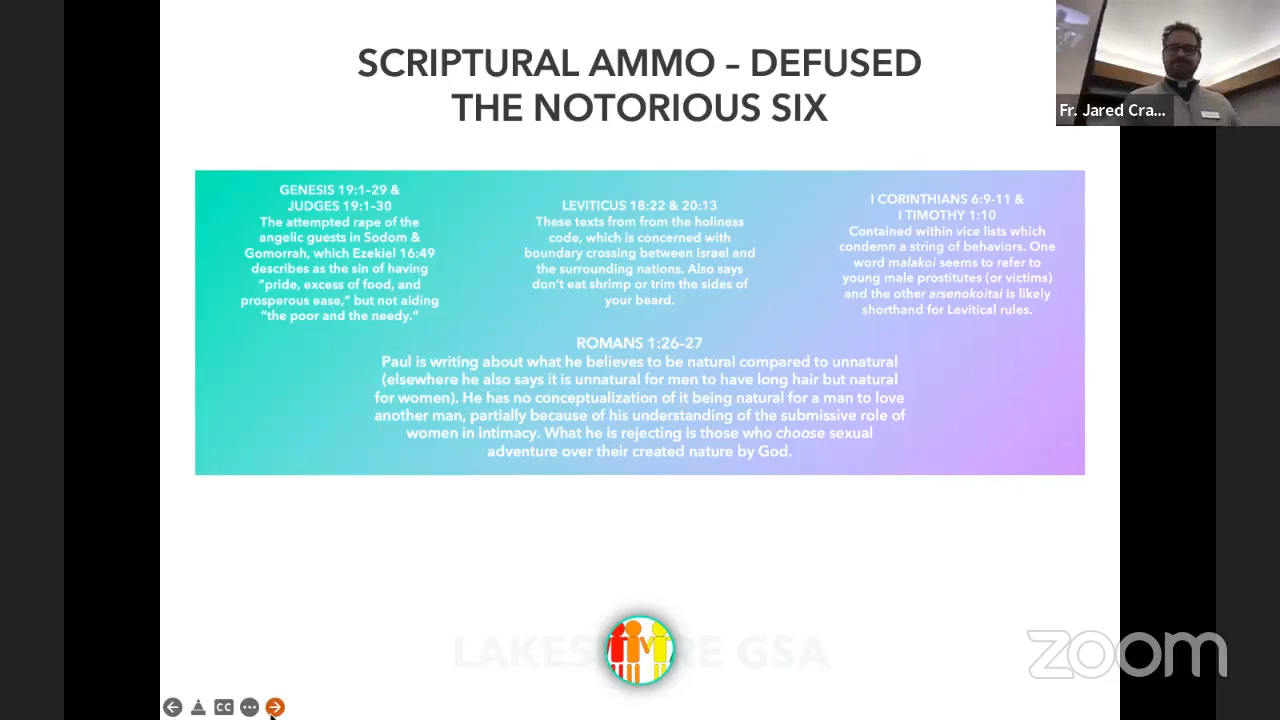 SCRIPTURAL AMMO – DEFUSED
THE NOTORIOUS SIX
Fr. Jared Cra...
GENESIS 19:1–29 &
JUDGES 19:1–30
The attempted rape of the
angelic guests in Sodom &
Gomorrah, which Ezekiel 16:49
describes as the sin of having
“pride, excess of food, and
prosperous ease,” but not aiding
“the poor and the needy.”
LEVITICUS 18:22 & 20:13
These texts from from the holiness
code, which is concerned with
boundary crossing between Israel and
the surrounding nations. Also says
don’t eat shrimp or trim the sides of
your beard.
I CORINTHIANS 6:9-11 &
I TIMOTHY 1:10
Contained within vice lists which
condemn a string of behaviors. One
word malakoi seems to refer to
young male prostitutes (or victims)
and the other arsenokoitai is likely
shorthand for Levitical rules.
ROMANS 1:26–27
Paul is writing about what he believes to be natural compared to unnatural
(elsewhere he also says it is unnatural for men to have long hair but natural
for women). He has no conceptualization of it being natural for a man to love
another man, partially because of his understanding of the submissive role of
women in intimacy. What he is rejecting is those who choose sexual
adventure over their created nature by God.
LAKES RE GSA
zoom
CC